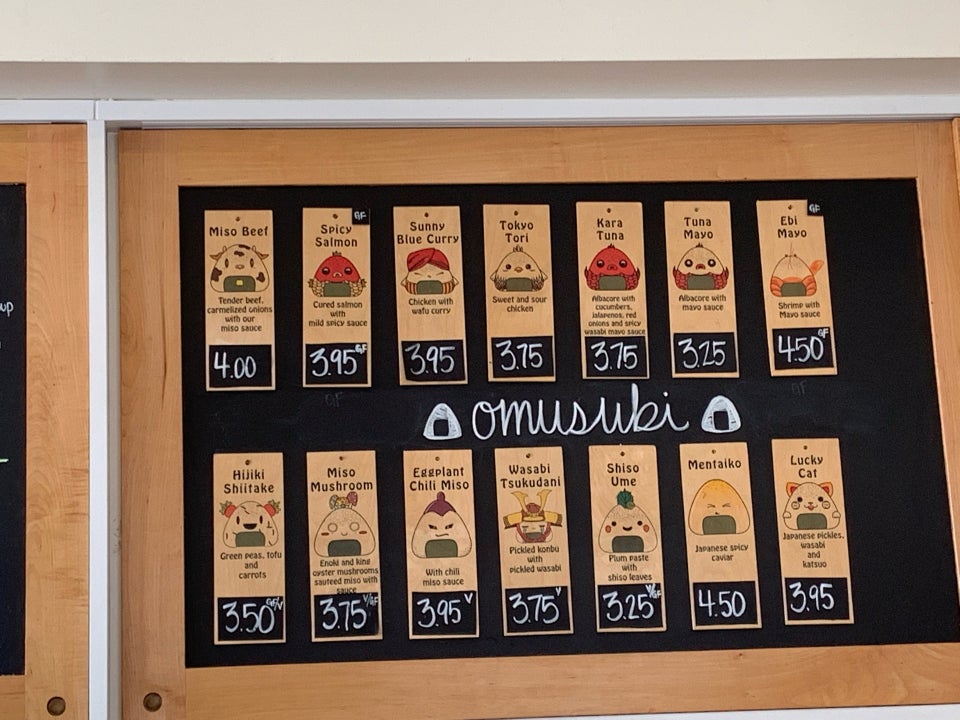 up
Miso Beef
Tender beef,
carmelized onions
with our
miso sauce
4.00
GF
Spicy
Salmon
Cured salmon
with
mild spicy sauce
3.95 GF
Sunny
Blue Curry
Chicken with
wafu curry
3.95
Tokyo
Tori
Sweet and sour
chicken
3.75
Kara
Tuna
Albacore with
cucumbers,
jalapenos, red
onions and spicy
wasabi mayo sauce
3.75
Tuna
Mayo
Albacore with
mayo sauce
3.25
GF
Ebi
Mayo
Shrimp with
Mayo sauce
4.50 GF
GF
GF
omusubi
Hijiki
Shiitake
Green peas, tofu
and
carrots
3.50 GF/V
Miso
Mushroom
Enoki and king
oyster mushrooms
sauteed miso with
sauce
3.75 V/GF
Eggplant
Chili Miso
With chili
miso sauce
3.95 V
Wasabi
Tsukudani
Pickled konbu
with
pickled wasabi
3.75 V
Shiso
Ume
Plum paste
with
shiso leaves
3.25 V/GF
Mentaiko
Japanese spicy
caviar
4.50
Lucky
Cat
Japanese pickles,
wasabi
and
katsuo
3.95